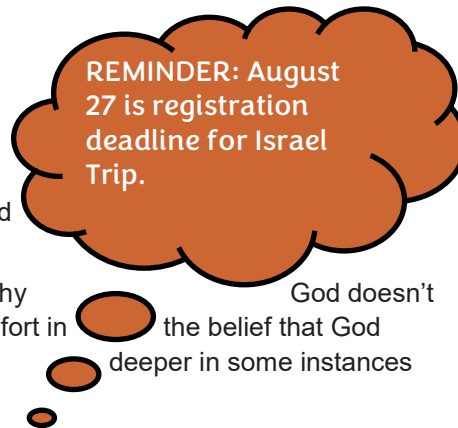 REMINDER: August
27 is registration
deadline for Israel
Trip.
God doesn't
in the belief that God
deeper in some instances